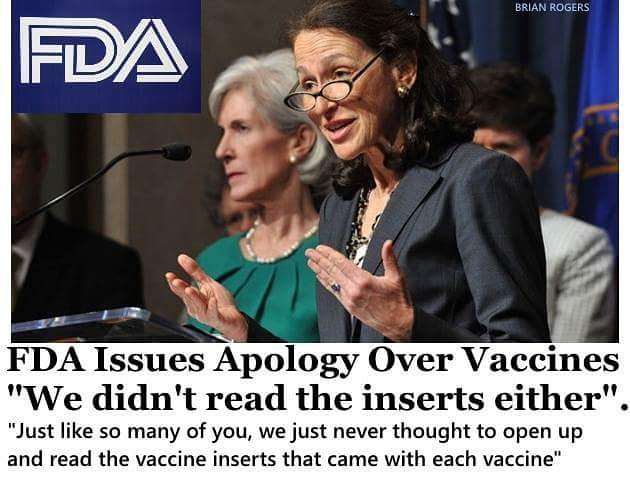 BRIAN ROGERS
FDA
FDA Issues Apology Over Vaccines
"We didn't read the inserts either".
"Just like so many of you, we just never thought to open up
and read the vaccine inserts that came with each vaccine"